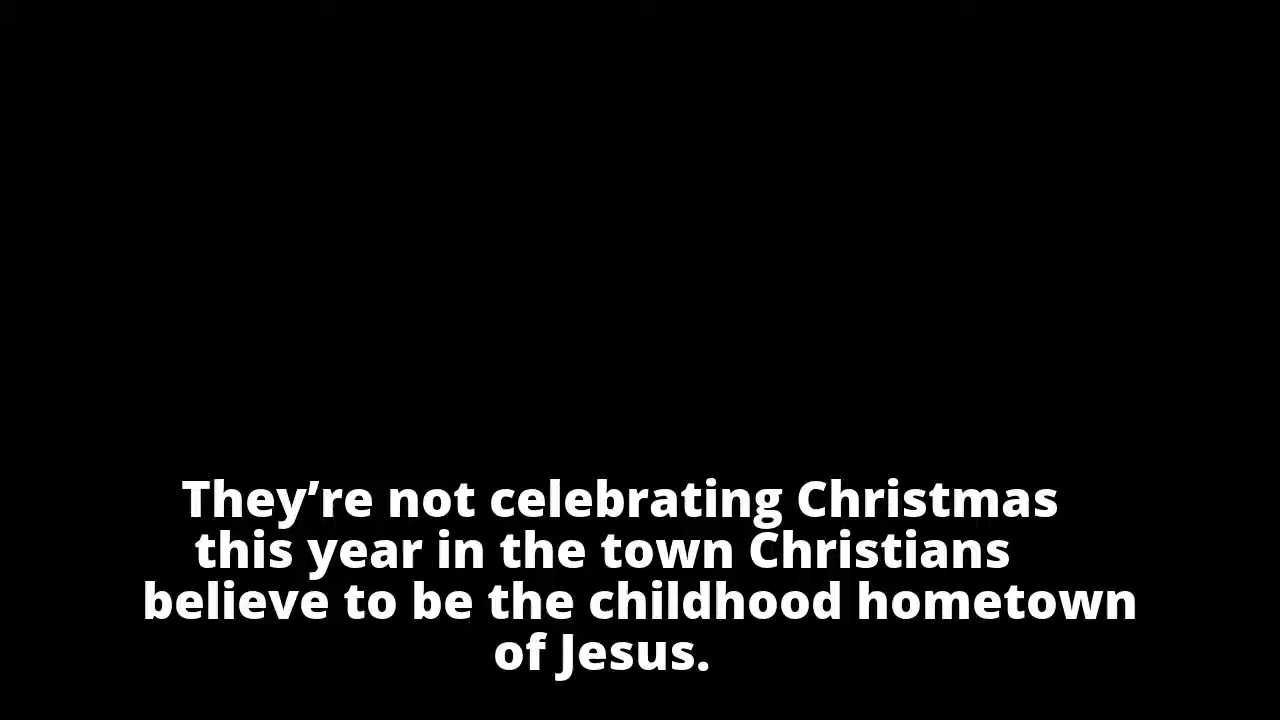 They’re not celebrating Christmas
this year in the town Christians
believe to be the childhood hometown
of Jesus.